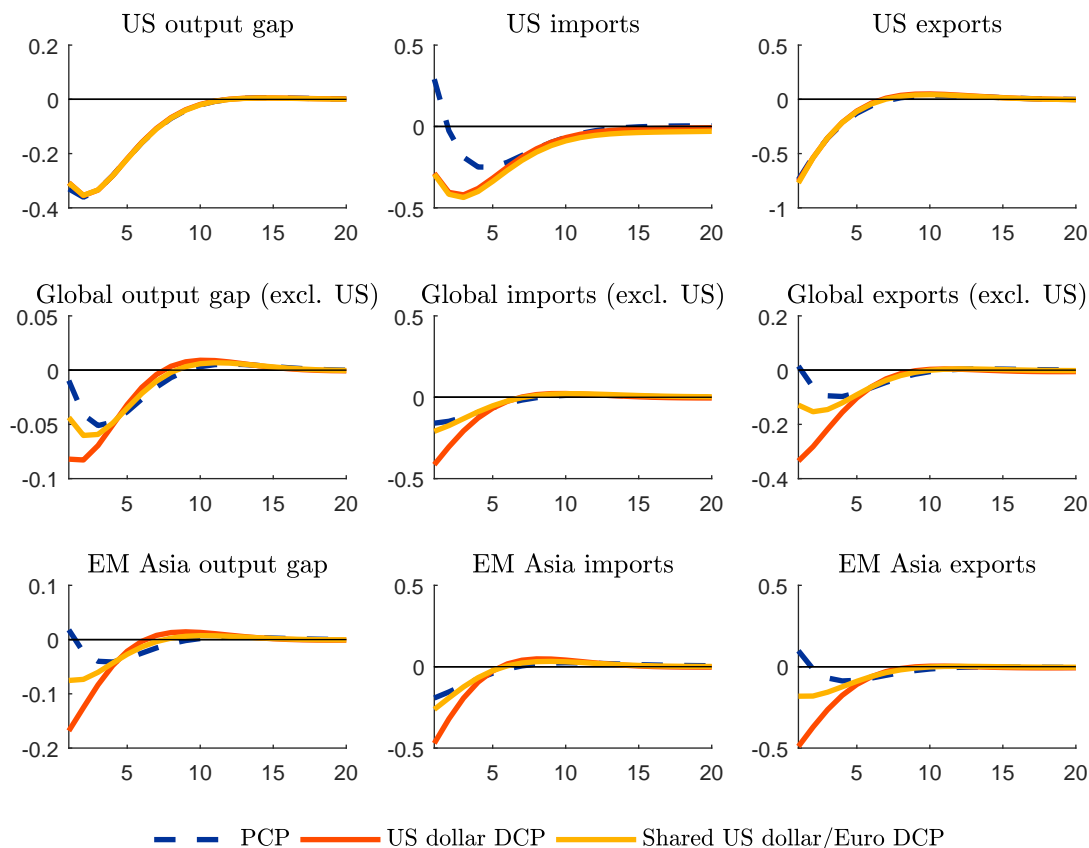 US output gap
US imports
US exports
0.2
0
-0.2
-0.4
5 10 15 20
0.5
0
-0.5
5 10 15 20
0.5
0
-0.5
-1
5 10 15 20
Global output gap (excl. US)
Global imports (excl. US)
Global exports (excl. US)
0.05
0
-0.05
-0.1
5 10 15 20
0.5
0
-0.5
5 10 15 20
0.2
0
-0.2
-0.4
5 10 15 20
EM Asia output gap
EM Asia imports
EM Asia exports
0.1
0
-0.1
-0.2
5 10 15 20
0.5
0
-0.5
5 10 15 20
0.5
0
-0.5
5 10 15 20
PCP US dollar DCP Shared US dollar/Euro DCP